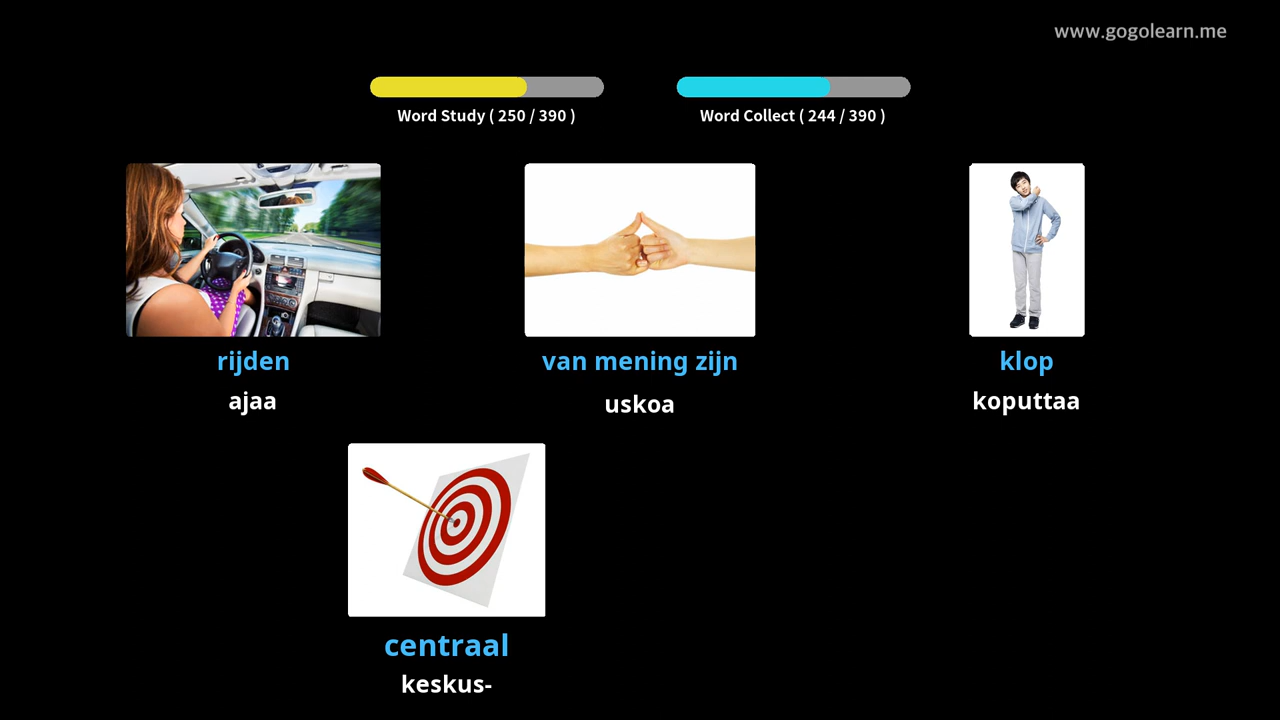 www.gogolearn.me
Word Study ( 250 / 390 )
Word Collect ( 244 / 390 )
rijden
ajaa
van mening zijn
uskoa
klop
koputtaa
centraal
keskus-